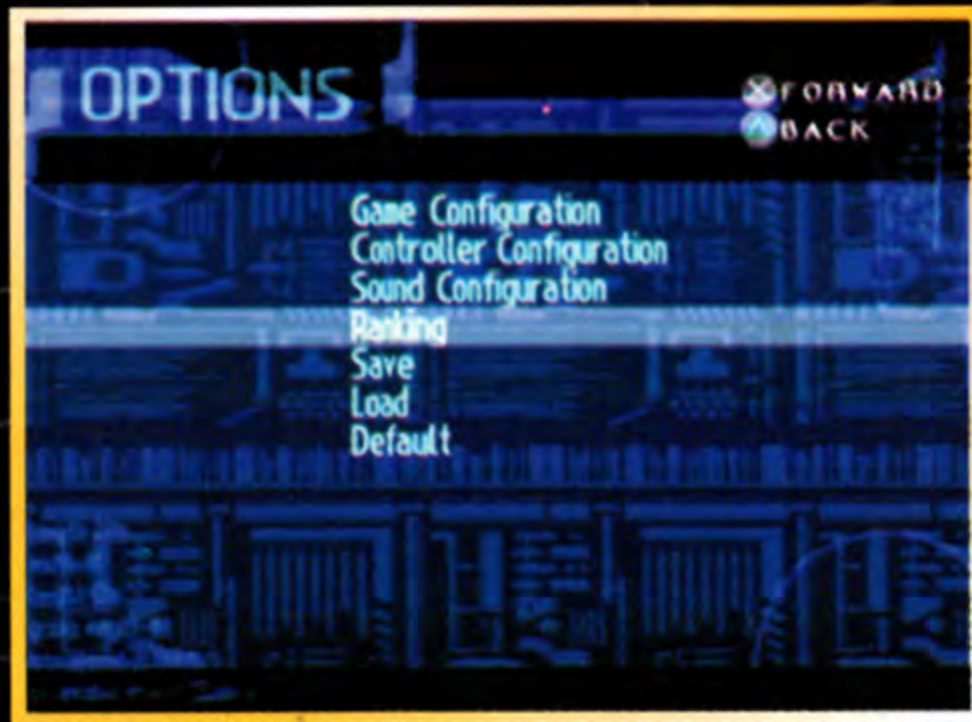 OPTIONS
FORWARD
BACK
Game Configuration
Controller Configuration
Sound Configuration
Ranking
Save
Load
Default